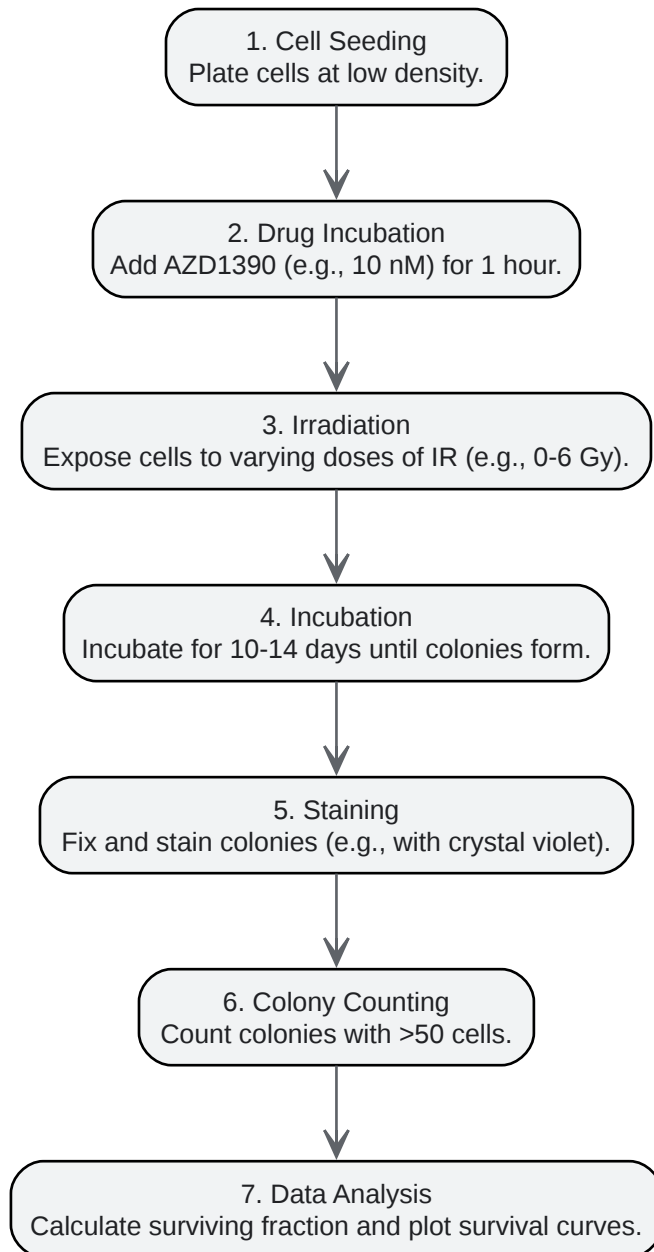 1. Cell Seeding
Plate cells at low density.
2. Drug Incubation
Add AZD1390 (e.g., 10 nM) for 1 hour.
3. Irradiation
Expose cells to varying doses of IR (e.g., 0-6 Gy).
4. Incubation
Incubate for 10-14 days until colonies form.
5. Staining
Fix and stain colonies (e.g., with crystal violet).
6. Colony Counting
Count colonies with >50 cells.
7. Data Analysis
Calculate surviving fraction and plot survival curves.